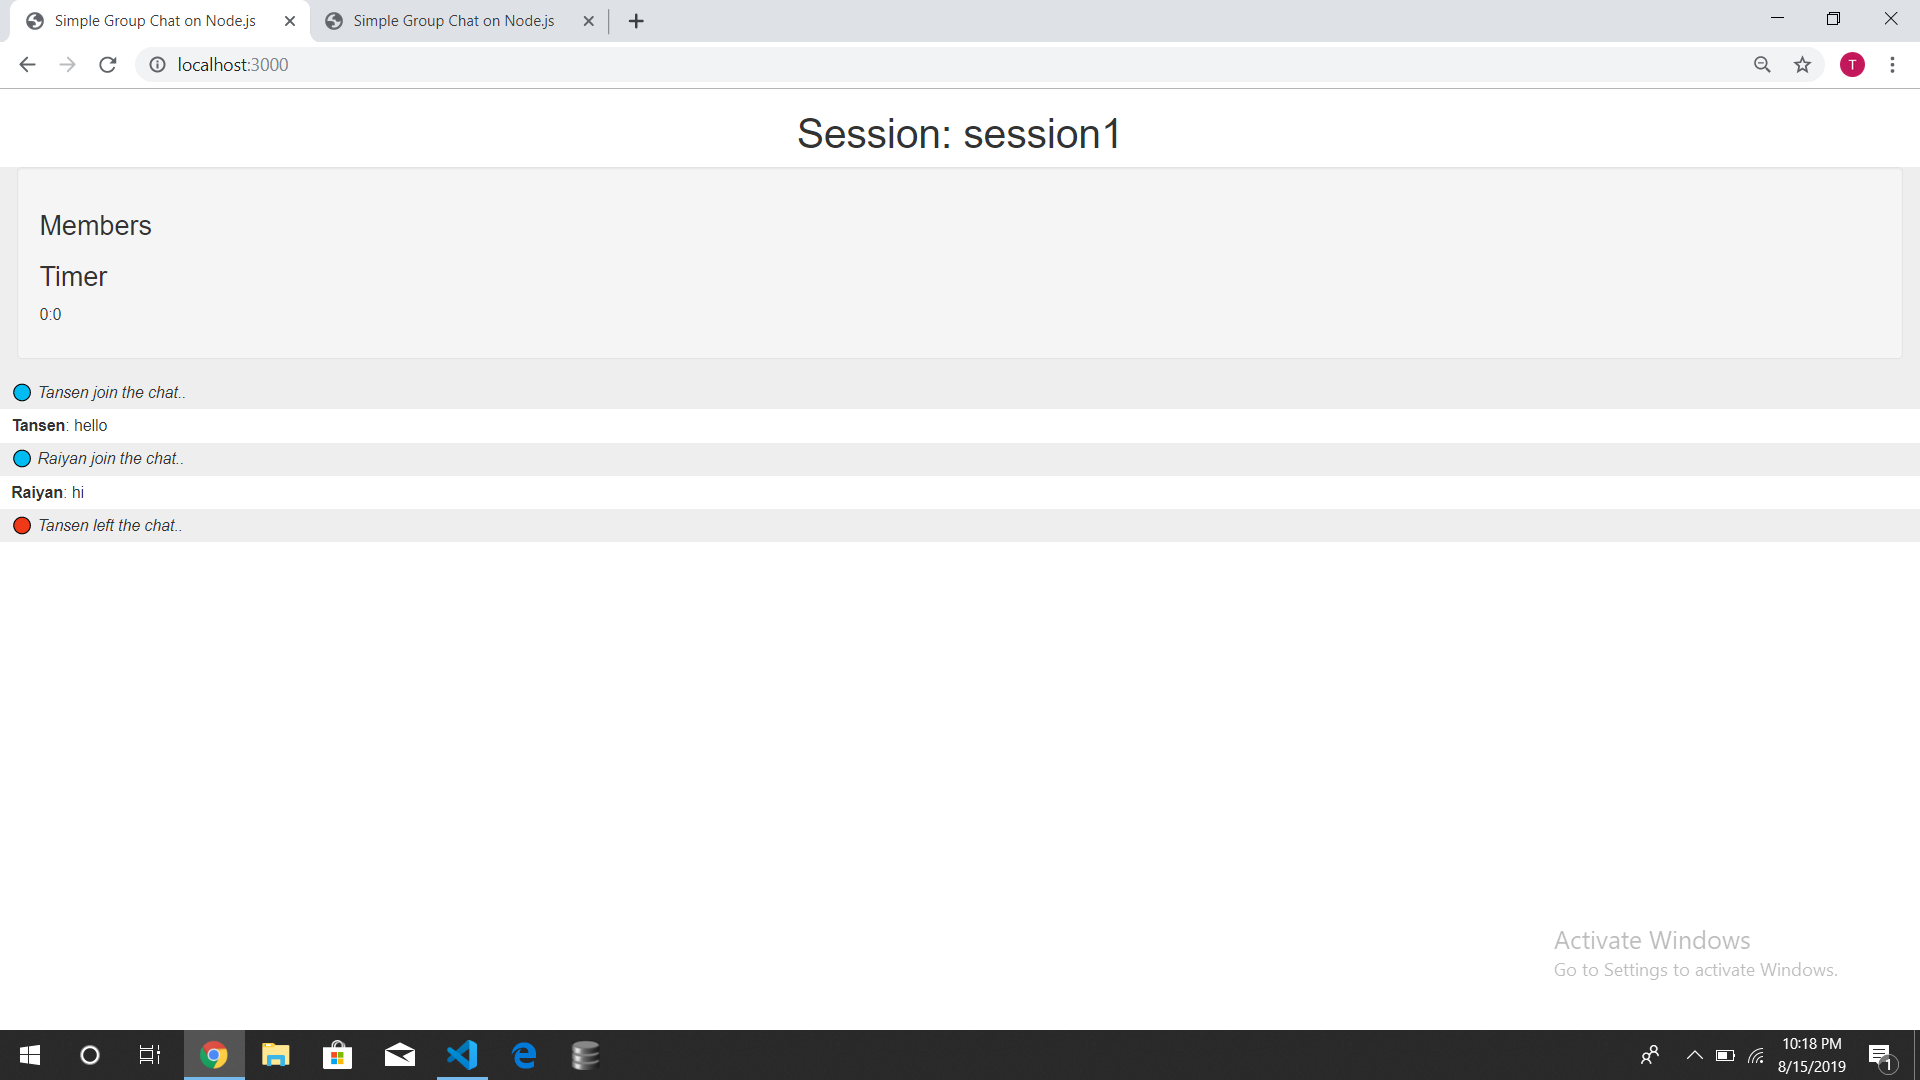 Simple Group Chat on Node.js
Simple Group Chat on Node.js
localhost:3000
T
Session: session1
Members
Timer
0:0
Tansen join the chat..
Tansen: hello
Raiyan join the chat..
Raiyan: hi
Tansen left the chat..
Activate Windows
Go to Settings to activate Windows.
10:18 PM
8/15/2019
1